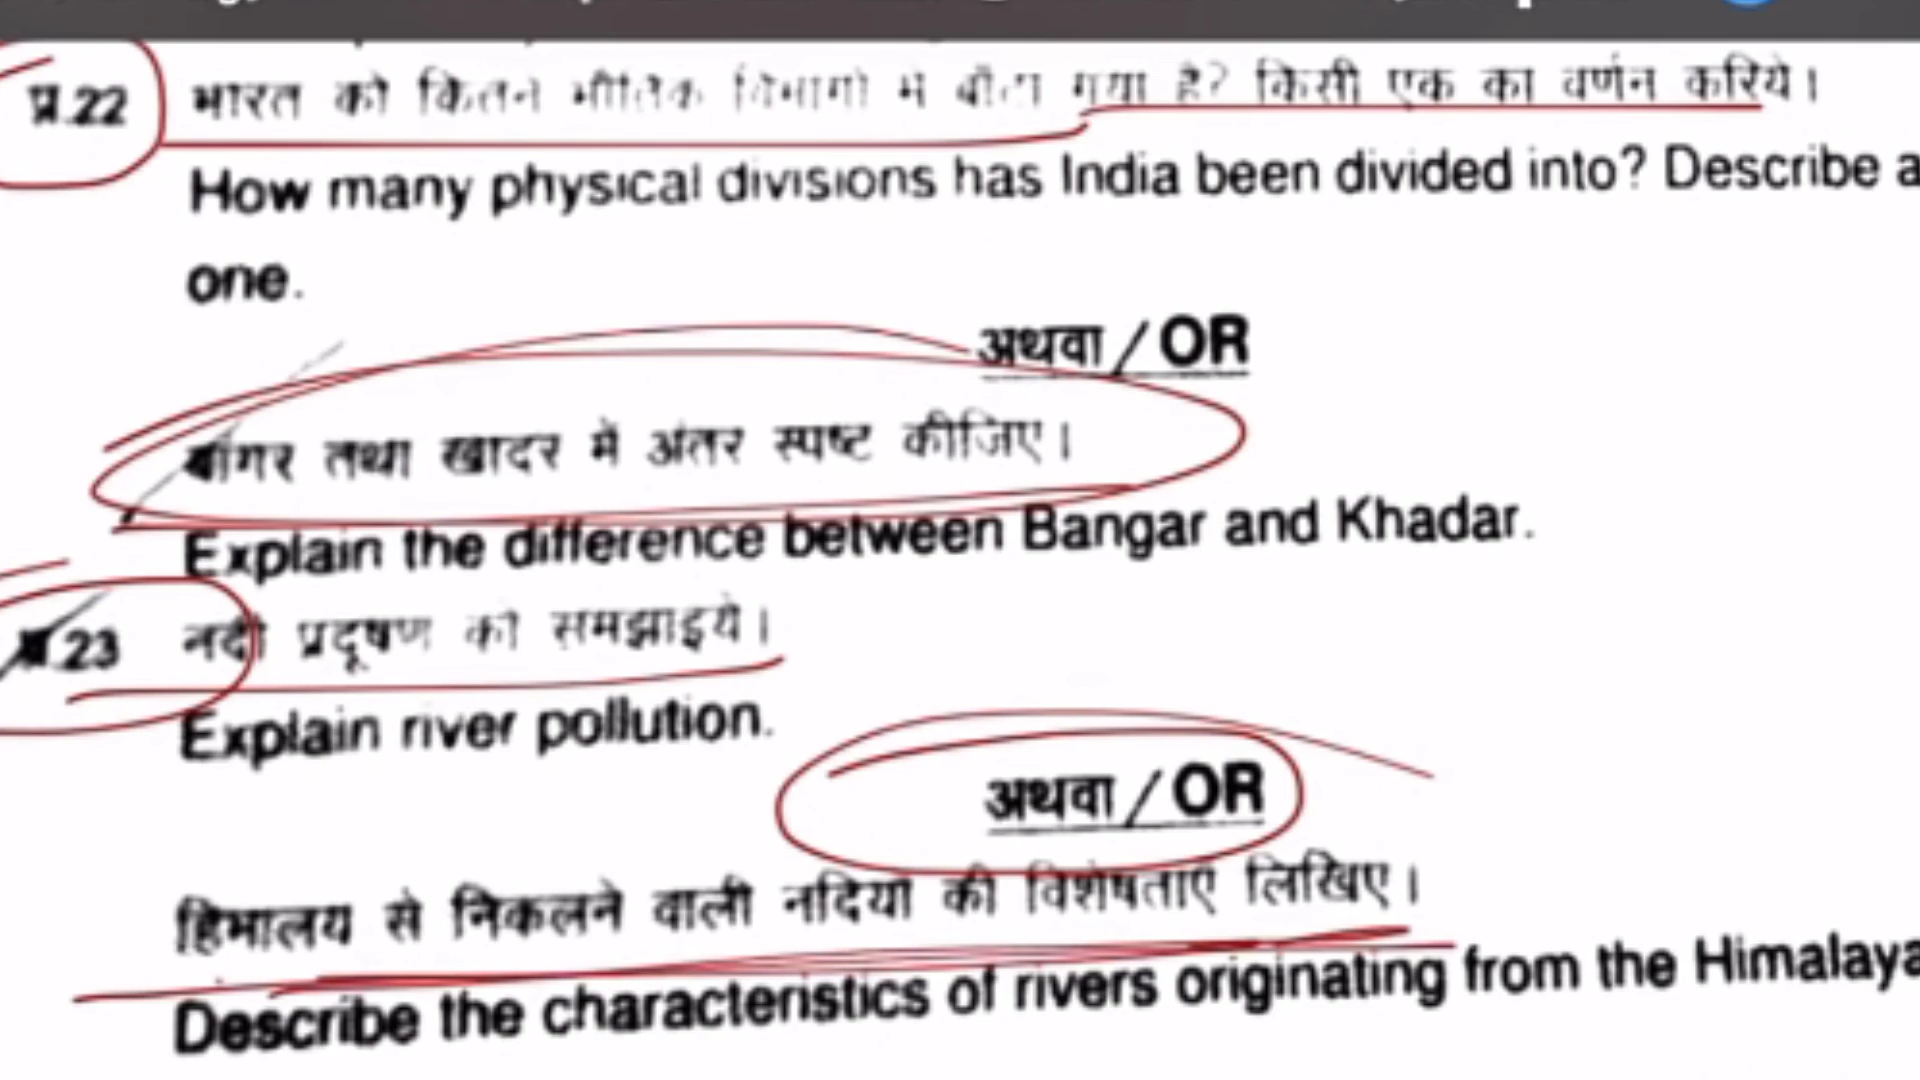 प्र.22 भारत को कितने भौतिक विभागों में बाँटा गया है? किसी एक का वर्णन करिये।
How many physical divisions has India been divided into? Describe a
one.
अथवा / OR
बांगर तथा खादर में अंतर स्पष्ट कीजिए।
Explain the difference between Bangar and Khadar.
प्र.23 नदी प्रदूषण को समझाइये।
Explain river pollution.
अथवा / OR
हिमालय से निकलने वाली नदियों की विशेषताएँ लिखिए।
Describe the characteristics of rivers originating from the Himalaya